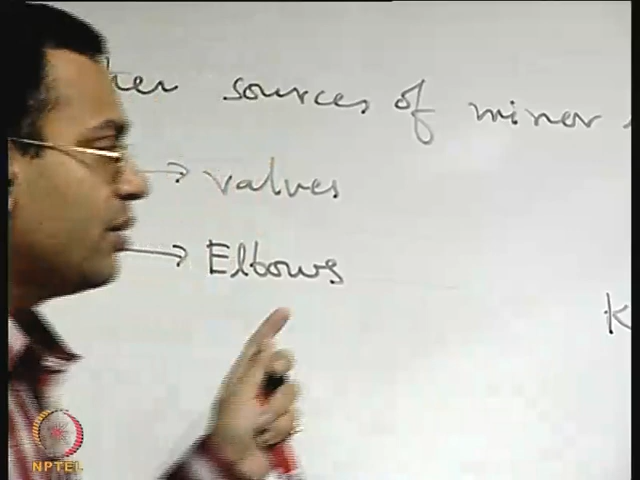 sources of minor
→ valves
→ Elbows
K
NPTEL